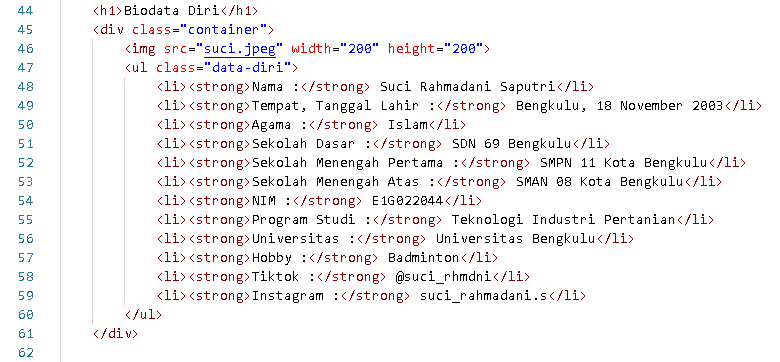 44 <h1>Biodata Diri</h1>
45 <div class="container">
46 <img src="suci.jpeg" width="200" height="200">
47 <ul class="data-diri">
48 <li><strong>Nama :</strong> Suci Rahmadani Saputri</li>
49 <li><strong>Tempat, Tanggal Lahir :</strong> Bengkulu, 18 November 2003</li>
50 <li><strong>Agama :</strong> Islam</li>
51 <li><strong>Sekolah Dasar :</strong> SDN 69 Bengkulu</li>
52 <li><strong>Sekolah Menengah Pertama :</strong> SMPN 11 Kota Bengkulu</li>
53 <li><strong>Sekolah Menengah Atas :</strong> SMAN 08 Kota Bengkulu</li>
54 <li><strong>NIM :</strong> E1G022044</li>
55 <li><strong>Program Studi :</strong> Teknologi Industri Pertanian</li>
56 <li><strong>Universitas :</strong> Universitas Bengkulu</li>
57 <li><strong>Hobby :</strong> Badminton</li>
58 <li><strong>Tiktok :</strong> @suci_rhmdni</li>
59 <li><strong>Instagram :</strong> suci_rahmadani.s</li>
60 </ul>
61 </div>
62